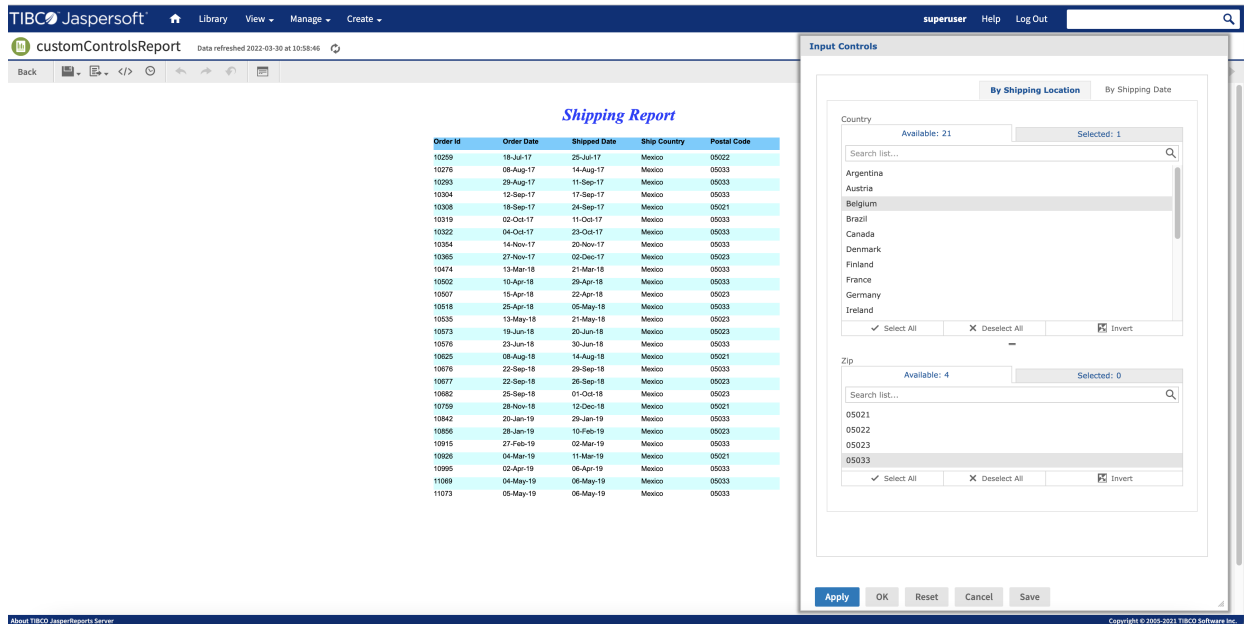 TIBCO Jaspersoft Library View Manage Create superuser Help Log Out
customControlsReport Data refreshed 2022-03-30 at 10:58:46
Back </>
Shipping Report
Order Id Order Date Shipped Date Ship Country Postal Code
10259 18-Jul-17 25-Jul-17 Mexico 05022
10276 08-Aug-17 14-Aug-17 Mexico 05033
10293 29-Aug-17 11-Sep-17 Mexico 05033
10304 12-Sep-17 17-Sep-17 Mexico 05033
10308 18-Sep-17 24-Sep-17 Mexico 05021
10319 02-Oct-17 11-Oct-17 Mexico 05033
10322 04-Oct-17 23-Oct-17 Mexico 05033
10354 14-Nov-17 20-Nov-17 Mexico 05033
10365 27-Nov-17 02-Dec-17 Mexico 05023
10474 13-Mar-18 21-Mar-18 Mexico 05033
10502 10-Apr-18 29-Apr-18 Mexico 05033
10507 15-Apr-18 22-Apr-18 Mexico 05023
10518 25-Apr-18 05-May-18 Mexico 05033
10535 13-May-18 21-May-18 Mexico 05023
10573 19-Jun-18 20-Jun-18 Mexico 05023
10576 23-Jun-18 30-Jun-18 Mexico 05033
10625 08-Aug-18 14-Aug-18 Mexico 05021
10676 22-Sep-18 29-Sep-18 Mexico 05033
10677 22-Sep-18 26-Sep-18 Mexico 05023
10682 25-Sep-18 01-Oct-18 Mexico 05023
10759 28-Nov-18 12-Dec-18 Mexico 05021
10842 20-Jan-19 29-Jan-19 Mexico 05033
10856 28-Jan-19 10-Feb-19 Mexico 05023
10915 27-Feb-19 02-Mar-19 Mexico 05033
10926 04-Mar-19 11-Mar-19 Mexico 05021
10995 02-Apr-19 06-Apr-19 Mexico 05033
11069 04-May-19 06-May-19 Mexico 05033
11073 05-May-19 06-May-19 Mexico 05033
Input Controls
By Shipping Location By Shipping Date
Country
Available: 21 Selected: 1
Search list...
Argentina
Austria
Belgium
Brazil
Canada
Denmark
Finland
France
Germany
Ireland
Select All Deselect All Invert
Zip
Available: 4 Selected: 0
Search list...
05021
05022
05023
05033
Select All Deselect All Invert
Apply OK Reset Cancel Save
About TIBCO JasperReports Server Copyright © 2005-2021 TIBCO Software Inc.